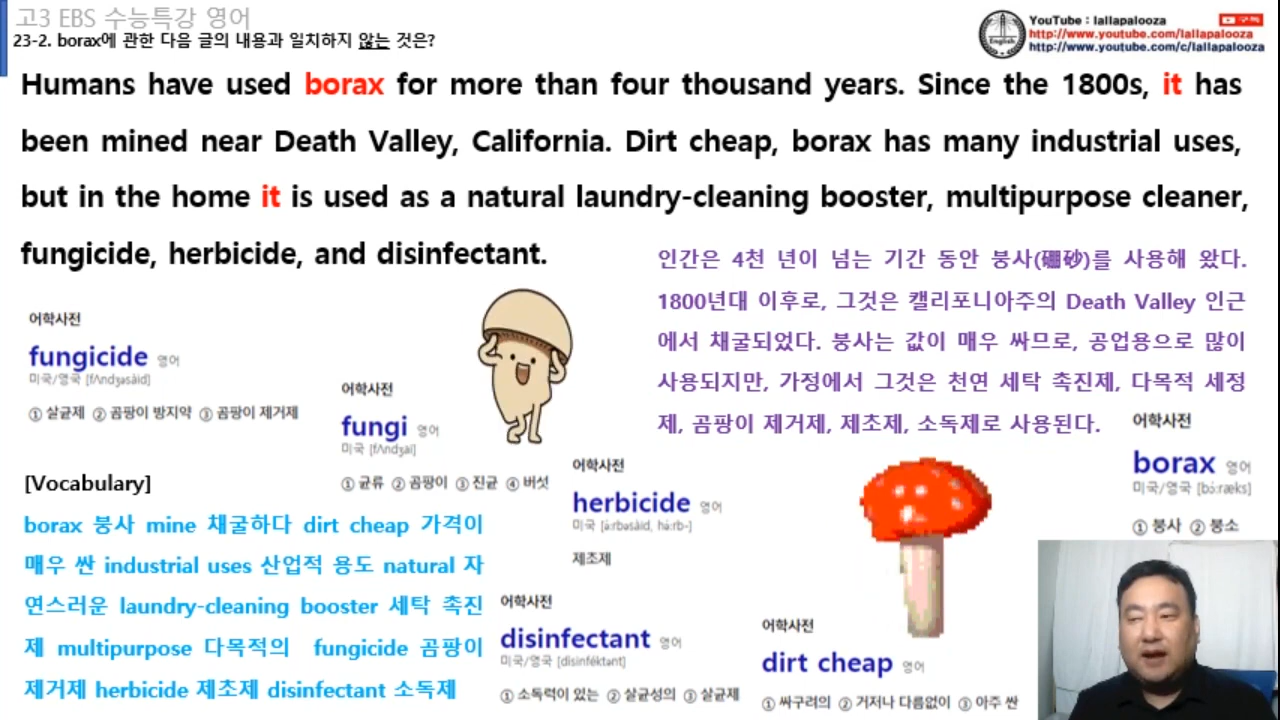 고3 EBS 수능특강 영어
23-2. borax에 관한 다음 글의 내용과 일치하지 않는 것은?
YouTube : lallapalooza
구독
http://www.youtube.com/lallapalooza
http://www.youtube.com/c/lallapalooza
English
Humans have used borax for more than four thousand years. Since the 1800s, it has
been mined near Death Valley, California. Dirt cheap, borax has many industrial uses,
but in the home it is used as a natural laundry-cleaning booster, multipurpose cleaner,
fungicide, herbicide, and disinfectant.
인간은 4천 년이 넘는 기간 동안 붕사(硼砂)를 사용해 왔다.
1800년대 이후로, 그것은 캘리포니아주의 Death Valley 인근
에서 채굴되었다. 붕사는 값이 매우 싸므로, 공업용으로 많이
사용되지만, 가정에서 그것은 천연 세탁 촉진제, 다목적 세정
제, 곰팡이 제거제, 제초제, 소독제로 사용된다.
어학사전
fungicide 영어
미국/영국 [fʌ́ndʒəsàid]
① 살균제 ② 곰팡이 방지약 ③ 곰팡이 제거제
어학사전
fungi 영어
미국 [fʌ́ndʒai]
① 균류 ② 곰팡이 ③ 진균 ④ 버섯
어학사전
herbicide 영어
미국 [ə́:rbəsàid, hə́:rb-]
제초제
어학사전
borax 영어
미국/영국 [bɔ́:ræks]
① 붕사 ② 붕소
[Vocabulary]
borax 붕사 mine 채굴하다 dirt cheap 가격이
매우 싼 industrial uses 산업적 용도 natural 자
연스러운 laundry-cleaning booster 세탁 촉진
제 multipurpose 다목적의 fungicide 곰팡이
제거제 herbicide 제초제 disinfectant 소독제
어학사전
disinfectant 영어
미국/영국 [dìsinféktənt]
① 소독력이 있는 ② 살균성의 ③ 살균제
어학사전
dirt cheap 영어
① 싸구려의 ② 거저나 다름없이 ③ 아주 싼